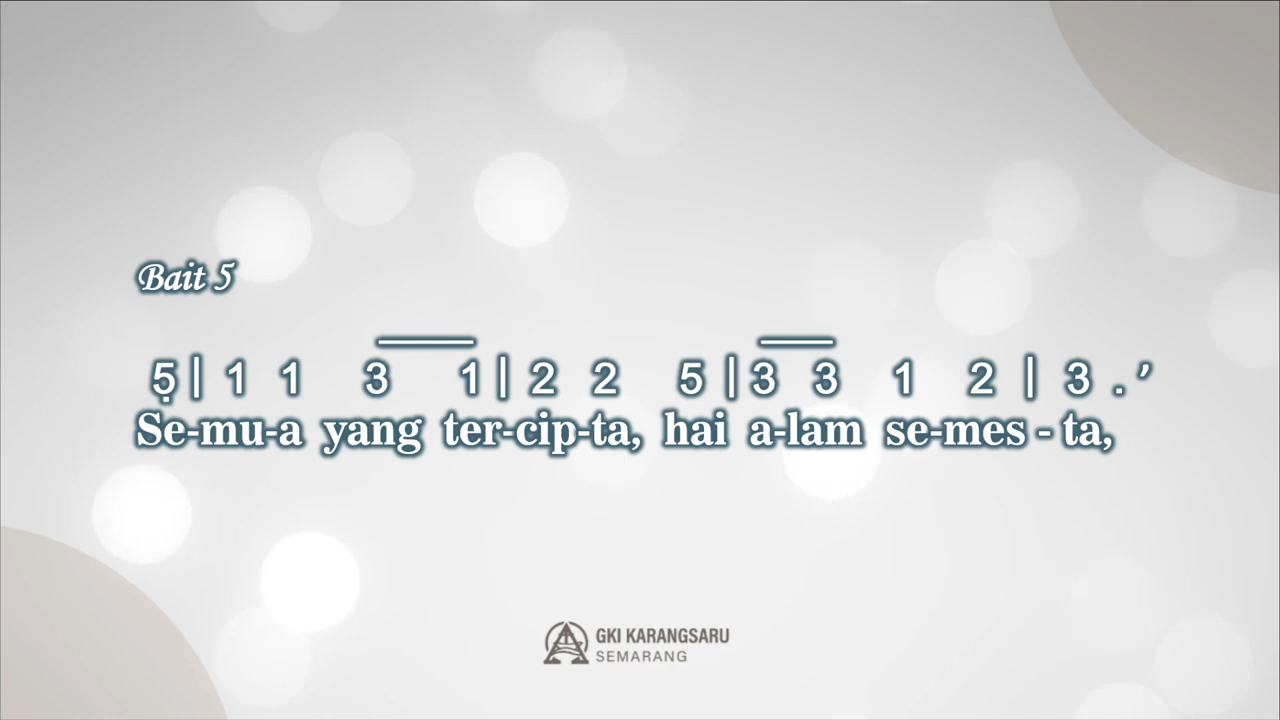 Bait 5
5̣ | 1 1 3 1 | 2 2 5 | 3 3 1 2 | 3 . ’
Se-mu-a yang ter-cip-ta, hai a-lam se-mes - ta,
GKI KARANGSARU
SEMARANG